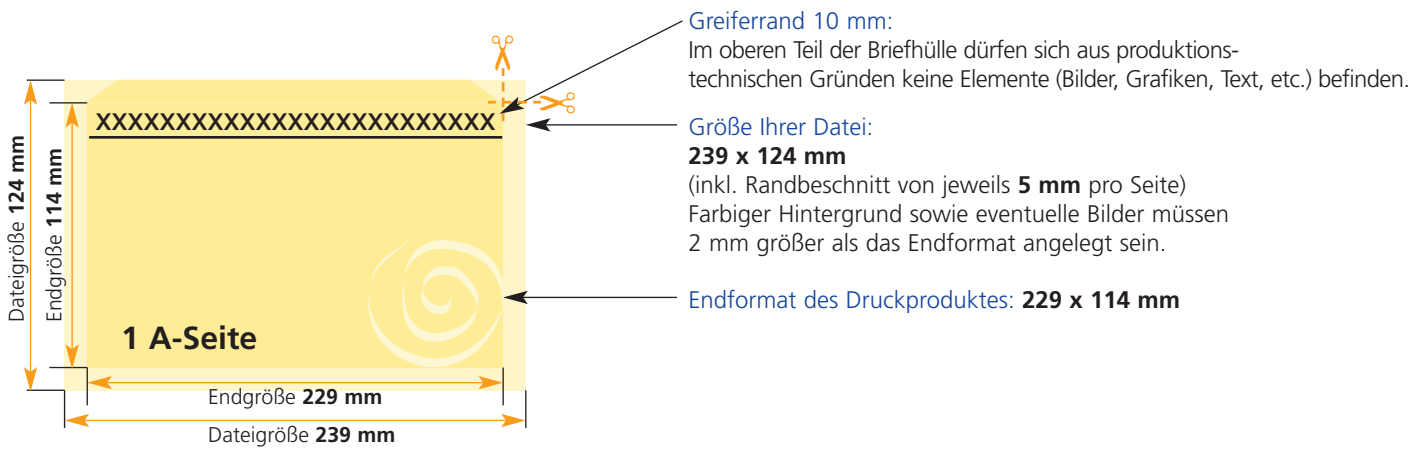 Greiferrand 10 mm:
Im oberen Teil der Briefhülle dürfen sich aus produktions-
technischen Gründen keine Elemente (Bilder, Grafiken, Text, etc.) befinden.
Größe Ihrer Datei:
239 x 124 mm
(inkl. Randbeschnitt von jeweils 5 mm pro Seite)
Farbiger Hintergrund sowie eventuelle Bilder müssen
2 mm größer als das Endformat angelegt sein.
Endformat des Druckproduktes: 229 x 114 mm
Dateigröße 124 mm
Endgröße 114 mm
XXXXXXXXXXXXXXXXXXXXXXXXX
1 A-Seite
Endgröße 229 mm
Dateigröße 239 mm